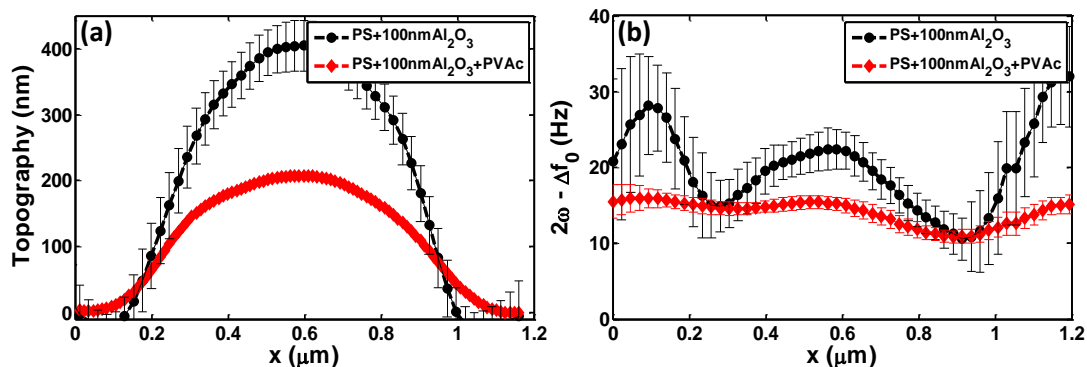 (a)
PS+100nmAl₂O₃
PS+100nmAl₂O₃+PVAc
Topography (nm)
400
300
200
100
0
0 0.2 0.4 0.6 0.8 1 1.2
x (μm)
(b)
PS+100nmAl₂O₃
PS+100nmAl₂O₃+PVAc
2ω - Δf₀ (Hz)
40
30
20
10
0
0 0.2 0.4 0.6 0.8 1 1.2
x (μm)